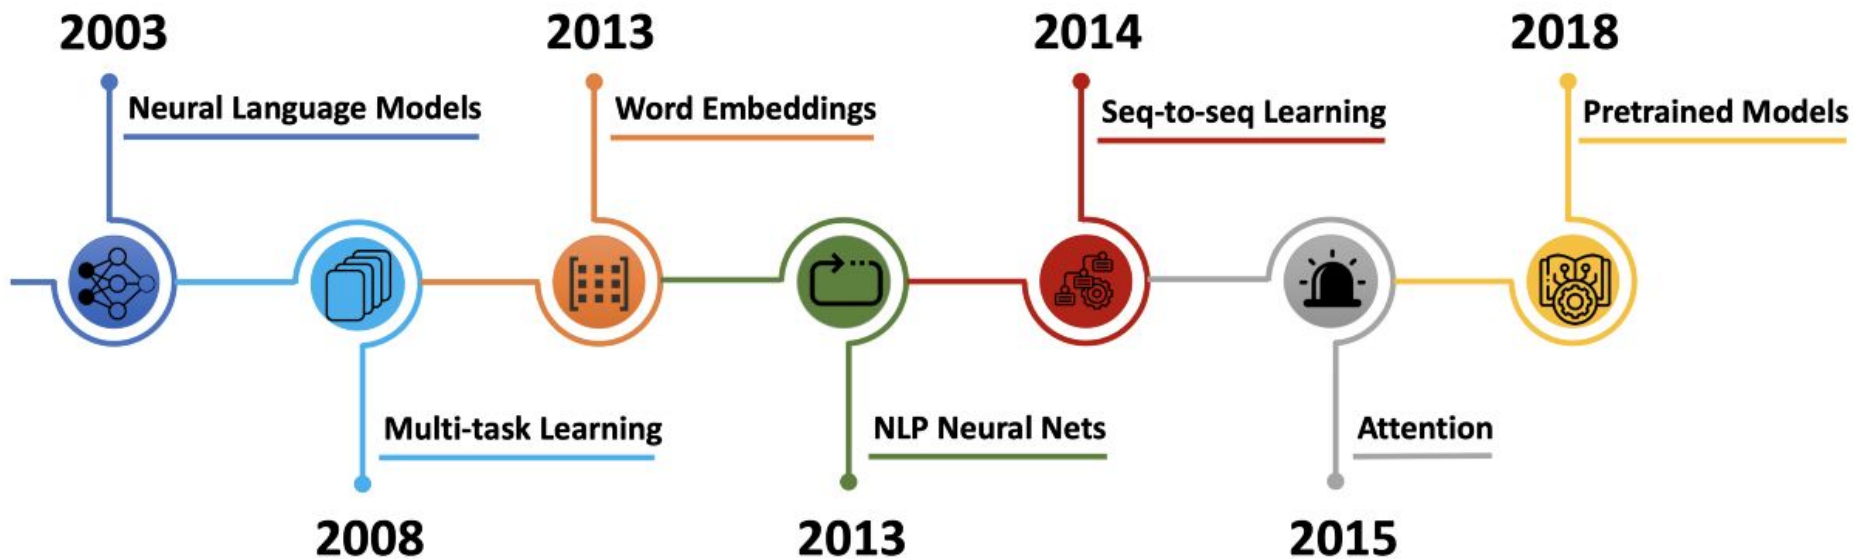 2003
Neural Language Models
2008
Multi-task Learning
2013
Word Embeddings
2013
NLP Neural Nets
2014
Seq-to-seq Learning
2015
Attention
2018
Pretrained Models